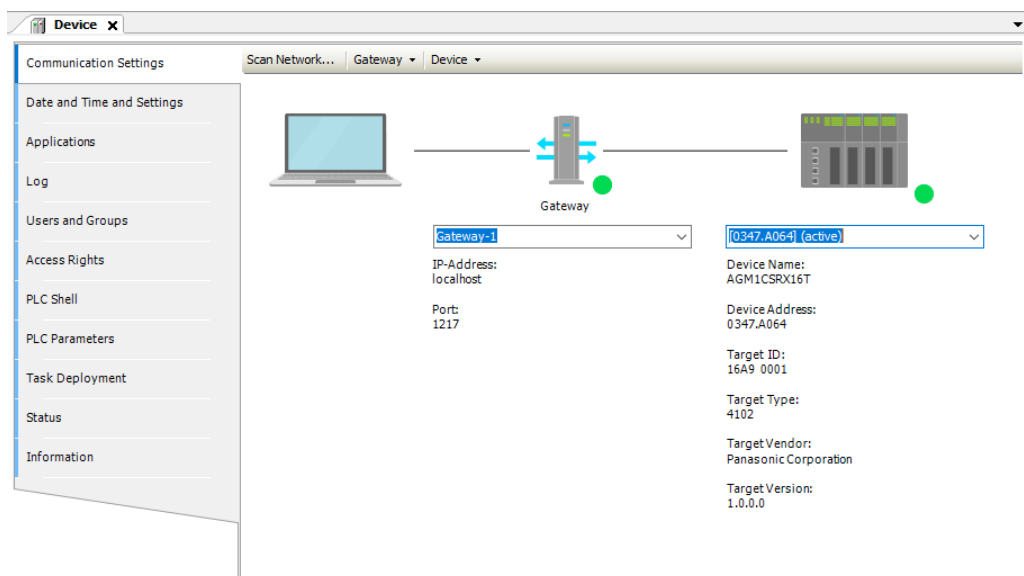 Device
Communication Settings
Date and Time and Settings
Applications
Log
Users and Groups
Access Rights
PLC Shell
PLC Parameters
Task Deployment
Status
Information
Scan Network... Gateway Device
Gateway
Gateway-1
IP-Address:
localhost
Port:
1217
[0347.A064] (active)
Device Name:
AGM1CSRX16T
Device Address:
0347.A064
Target ID:
16A9 0001
Target Type:
4102
Target Vendor:
Panasonic Corporation
Target Version:
1.0.0.0